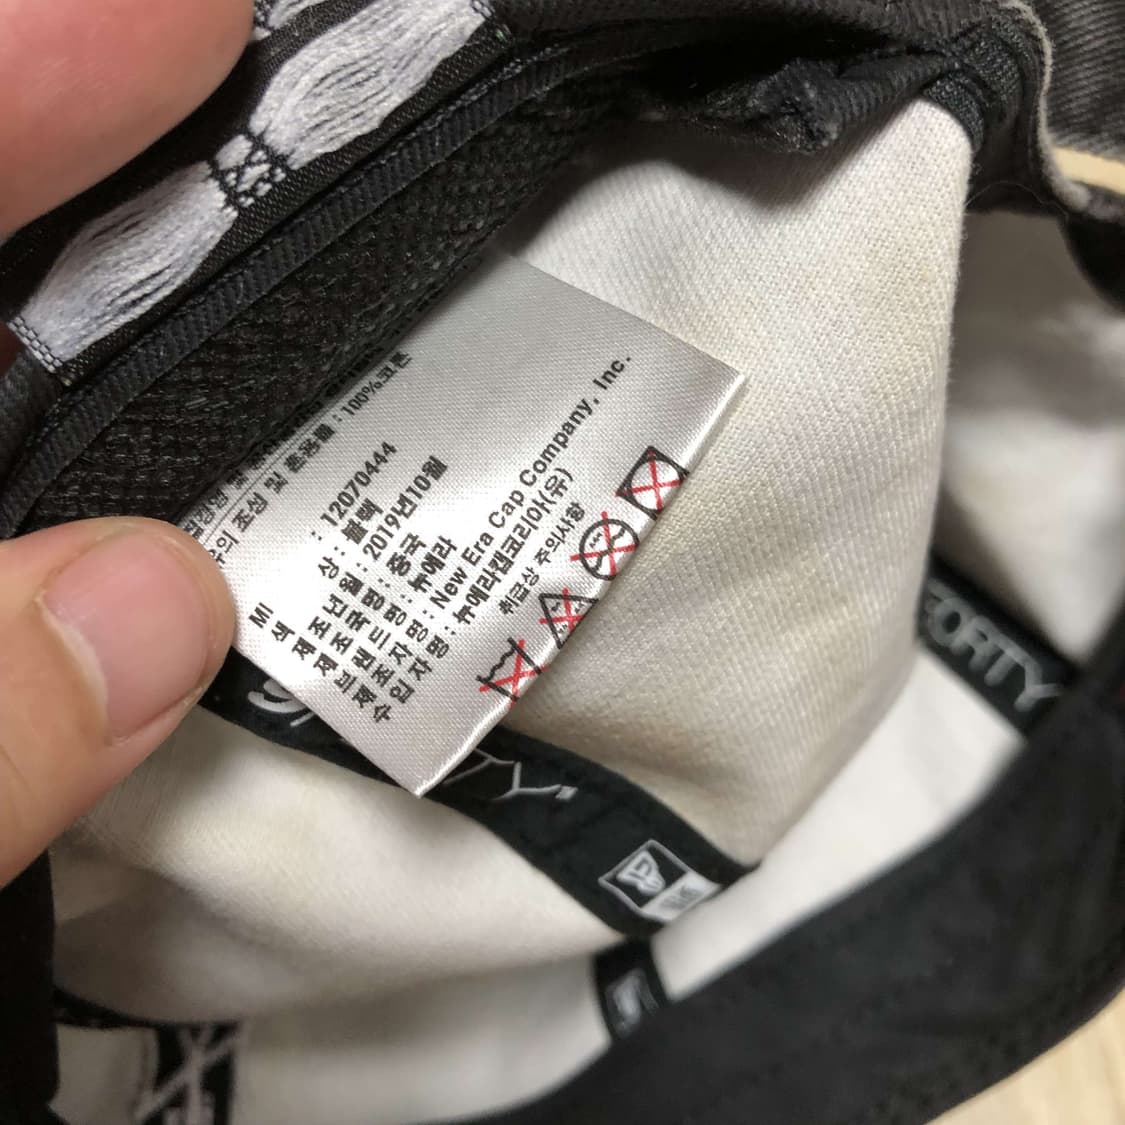 유의 조성 및 혼용률 : 100%코튼
MI : 12070444
색 상 : 블랙
제 조 년 월 : 2019년10월
제 조 국 명 : 중국
브 랜 드 명 : 뉴에라
제 조 자 명 : New Era Cap Company, Inc.
수 입 자 명 : 뉴에라캡코리아(유)
취급상 주의사항
FORTY